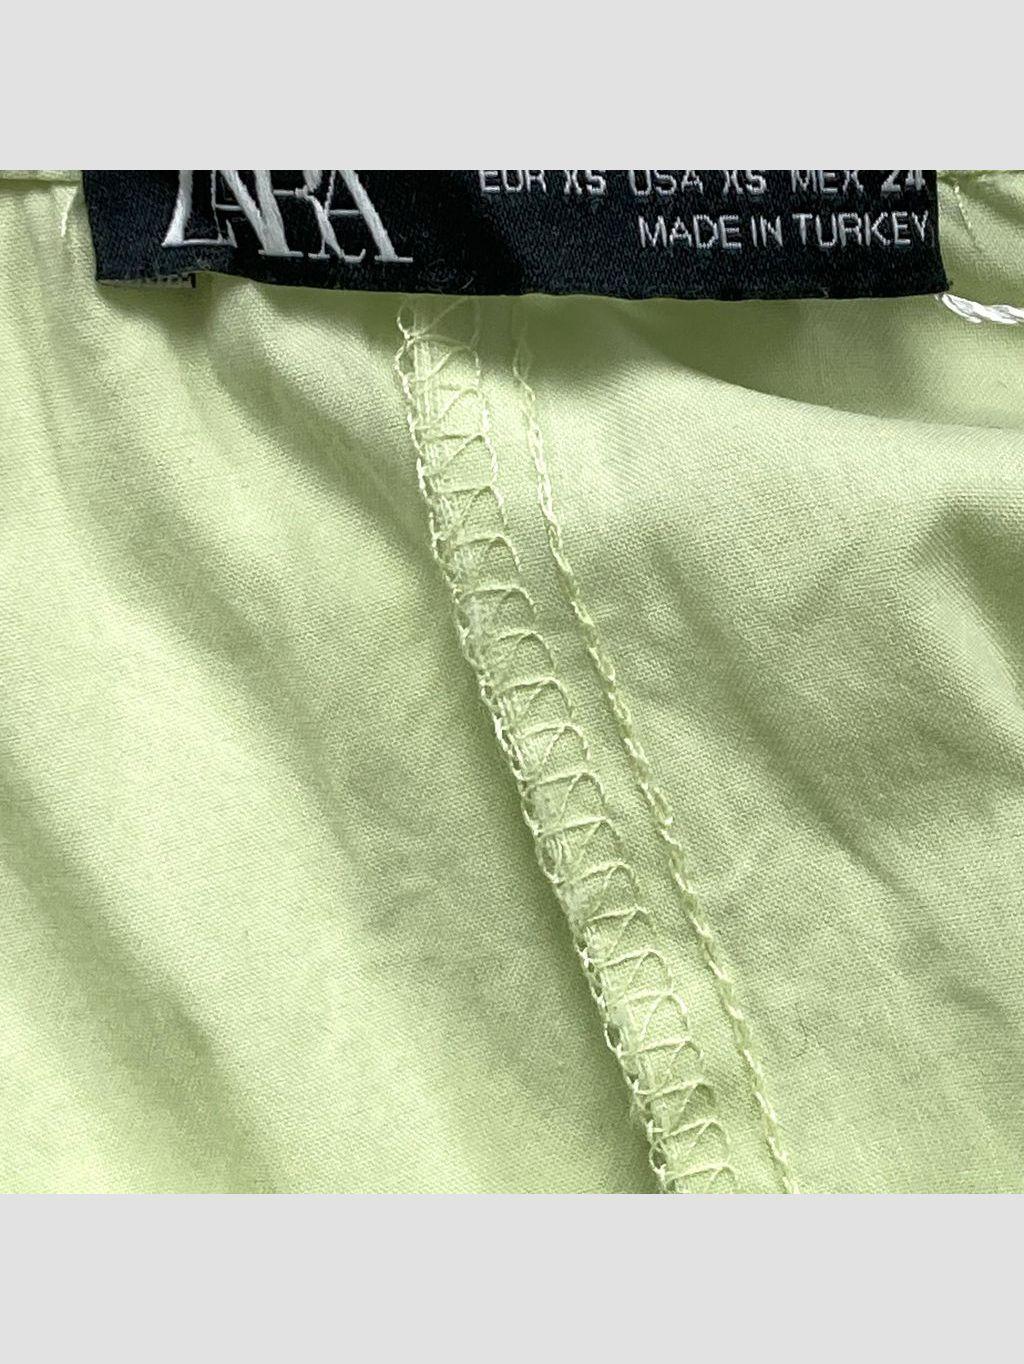 ZARA
EUR XS USA XS MEX 24
MADE IN TURKEY